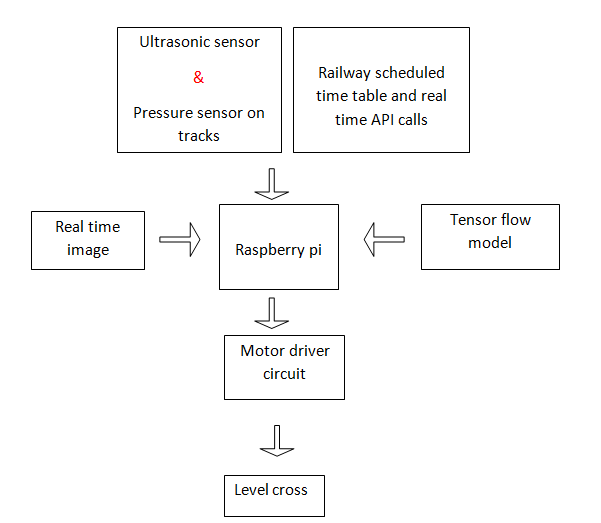 Ultrasonic sensor
&
Pressure sensor on
tracks
Railway scheduled
time table and real
time API calls
Real time
image
Raspberry pi
Tensor flow
model
Motor driver
circuit
Level cross